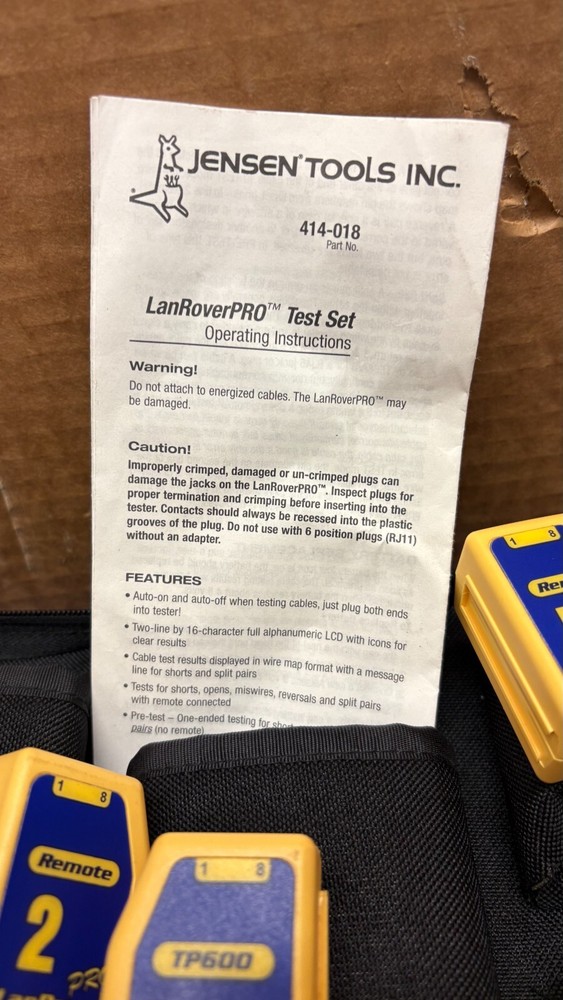 JENSEN® TOOLS INC.
414-018
Part No.
LanRoverPRO™ Test Set
Operating Instructions
Warning!
Do not attach to energized cables. The LanRoverPRO™ may
be damaged.
Caution!
Improperly crimped, damaged or un-crimped plugs can
damage the jacks on the LanRoverPRO™. Inspect plugs for
proper termination and crimping before inserting into the
tester. Contacts should always be recessed into the plastic
grooves of the plug. Do not use with 6 position plugs (RJ11)
without an adapter.
FEATURES
• Auto-on and auto-off when testing cables, just plug both ends
into tester!
• Two-line by 16-character full alphanumeric LCD with icons for
clear results
• Cable test results displayed in wire map format with a message
line for shorts and split pairs
• Tests for shorts, opens, miswires, reversals and split pairs
with remote connected
• Pre-test – One-ended testing for
pairs (no remote)
1 8
1 8
Remote
2
PRO
1 8
TP600